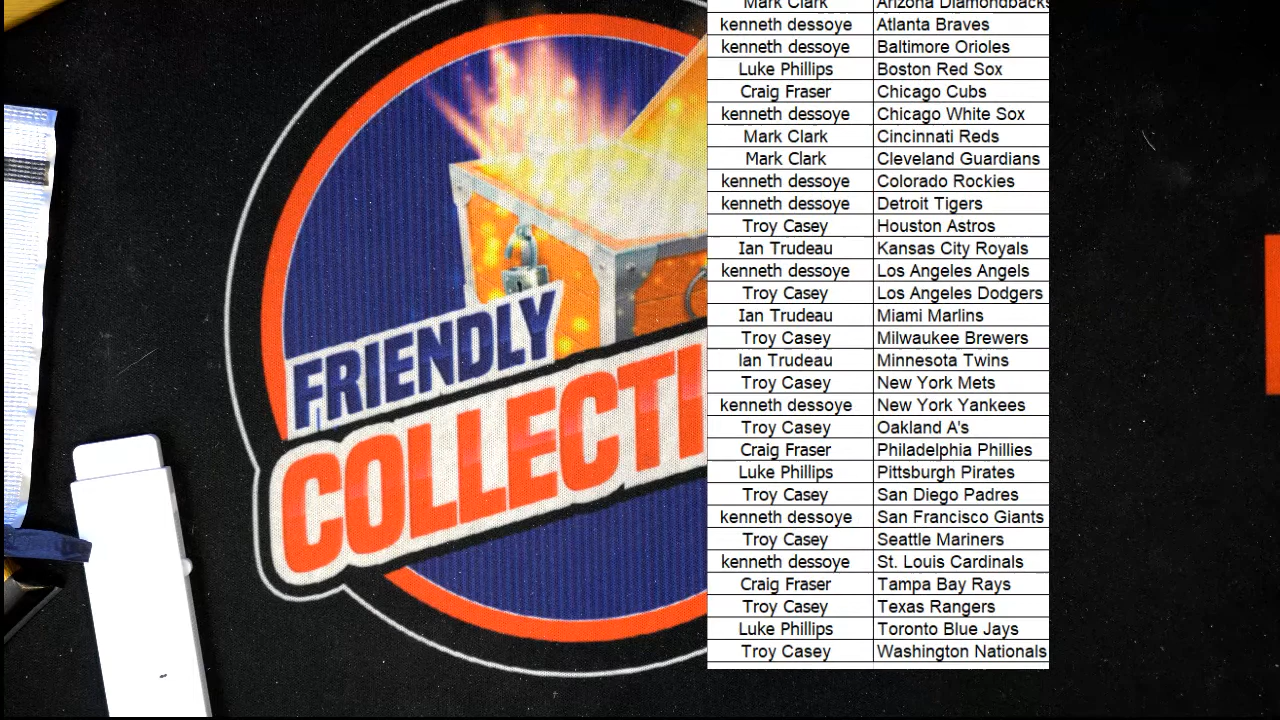 Mark Clark Arizona Diamondbacks
kenneth dessoye Atlanta Braves
kenneth dessoye Baltimore Orioles
Luke Phillips Boston Red Sox
Craig Fraser Chicago Cubs
kenneth dessoye Chicago White Sox
Mark Clark Cincinnati Reds
Mark Clark Cleveland Guardians
kenneth dessoye Colorado Rockies
kenneth dessoye Detroit Tigers
Troy Casey Houston Astros
Ian Trudeau Kansas City Royals
kenneth dessoye Los Angeles Angels
Troy Casey Los Angeles Dodgers
Ian Trudeau Miami Marlins
Troy Casey Milwaukee Brewers
Ian Trudeau Minnesota Twins
Troy Casey New York Mets
kenneth dessoye New York Yankees
Troy Casey Oakland A's
Craig Fraser Philadelphia Phillies
Luke Phillips Pittsburgh Pirates
Troy Casey San Diego Padres
kenneth dessoye San Francisco Giants
Troy Casey Seattle Mariners
kenneth dessoye St. Louis Cardinals
Craig Fraser Tampa Bay Rays
Troy Casey Texas Rangers
Luke Phillips Toronto Blue Jays
Troy Casey Washington Nationals
FRIENDLY
COLLECTI